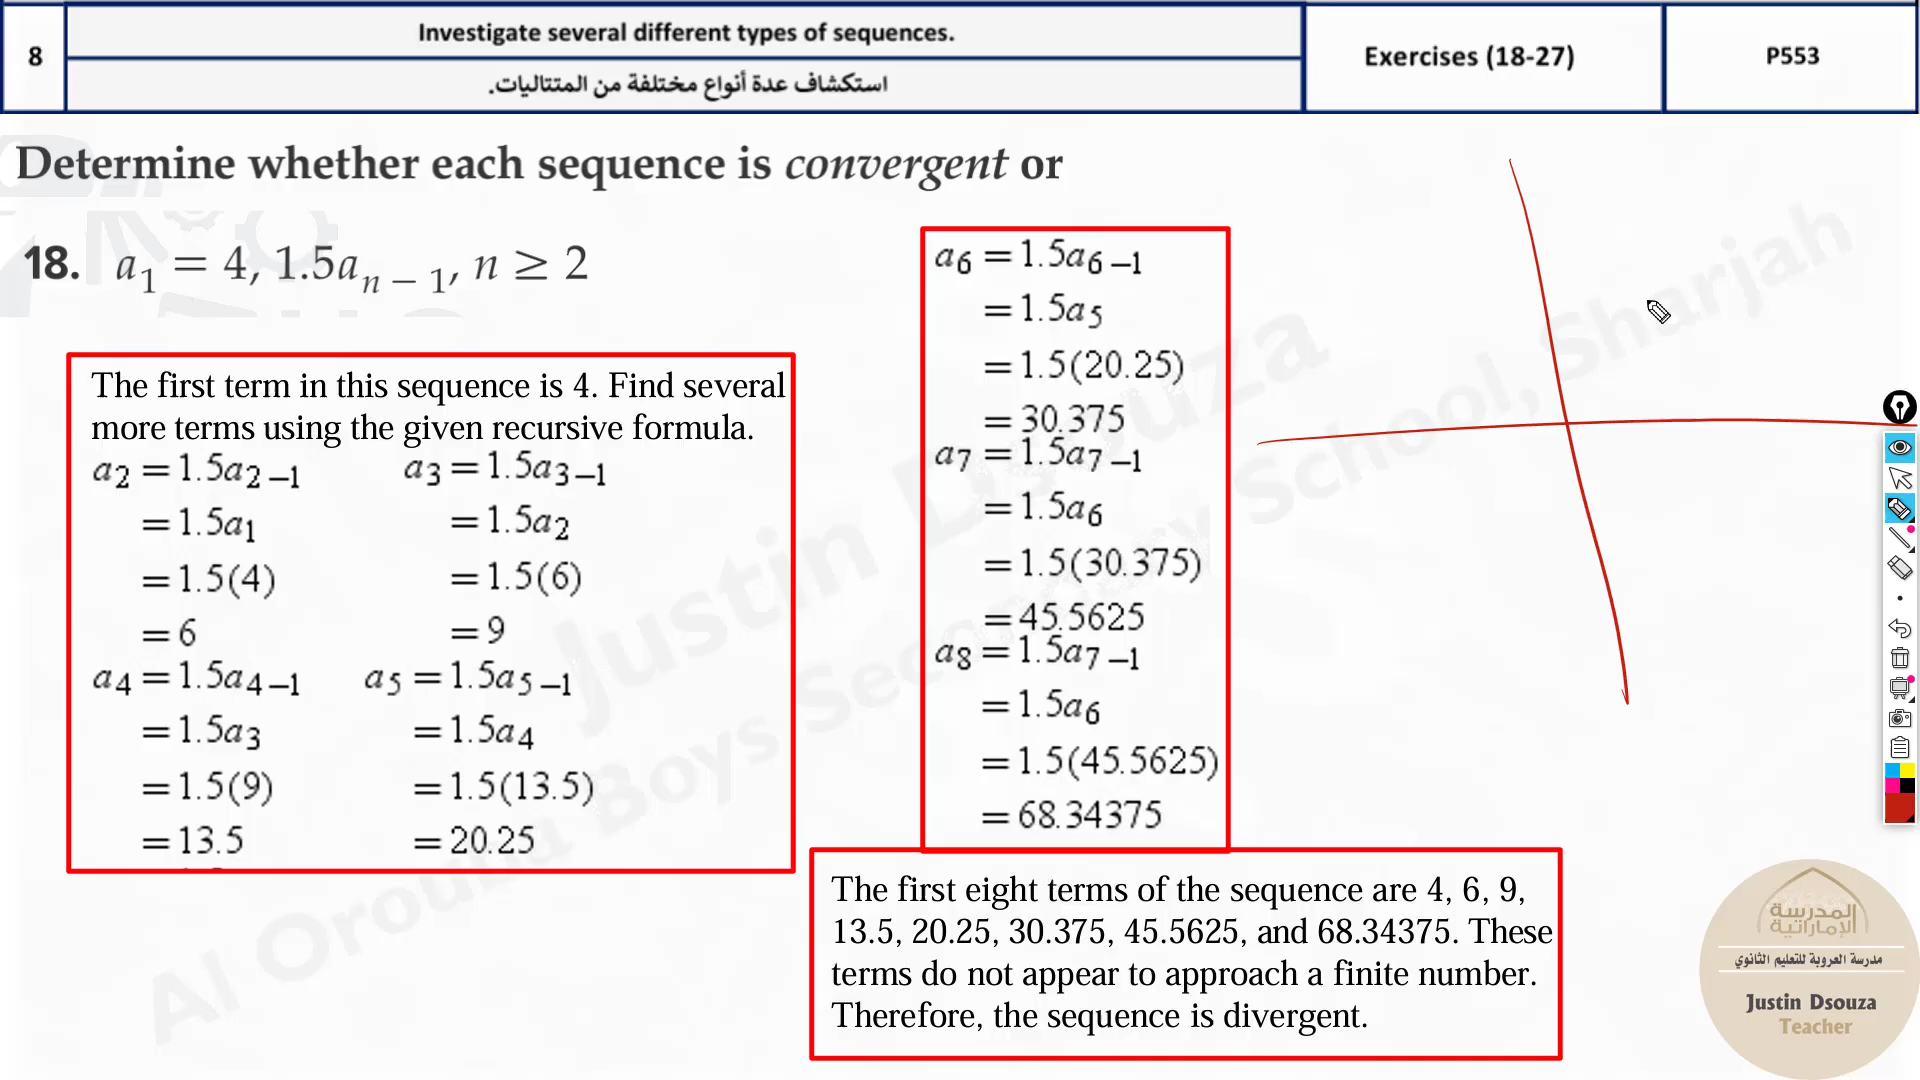 8
Investigate several different types of sequences.
استكشاف عدة أنواع مختلفة من المتتاليات.
Exercises (18-27)
P553
Determine whether each sequence is convergent or
18. a₁ = 4, 1.5aₙ ₋ ₁, n ≥ 2
The first term in this sequence is 4. Find several
more terms using the given recursive formula.
a₂ = 1.5a₂ ₋₁
= 1.5a₁
= 1.5(4)
= 6
a₃ = 1.5a₃₋₁
= 1.5a₂
= 1.5(6)
= 9
a₄ = 1.5a₄₋₁
= 1.5a₃
= 1.5(9)
= 13.5
a₅ = 1.5a₅ ₋₁
= 1.5a₄
= 1.5(13.5)
= 20.25
a₆ = 1.5a₆ ₋₁
= 1.5a₅
= 1.5(20.25)
= 30.375
a₇ = 1.5a₇ ₋₁
= 1.5a₆
= 1.5(30.375)
= 45.5625
a₈ = 1.5a₇ ₋₁
= 1.5a₆
= 1.5(45.5625)
= 68.34375
The first eight terms of the sequence are 4, 6, 9,
13.5, 20.25, 30.375, 45.5625, and 68.34375. These
terms do not appear to approach a finite number.
Therefore, the sequence is divergent.
Justin Dsouza
Al Orouba Boys Secondary School, Sharjah
المدرسة
الإماراتية
مدرسة العروبة للتعليم الثانوي
Justin Dsouza
Teacher